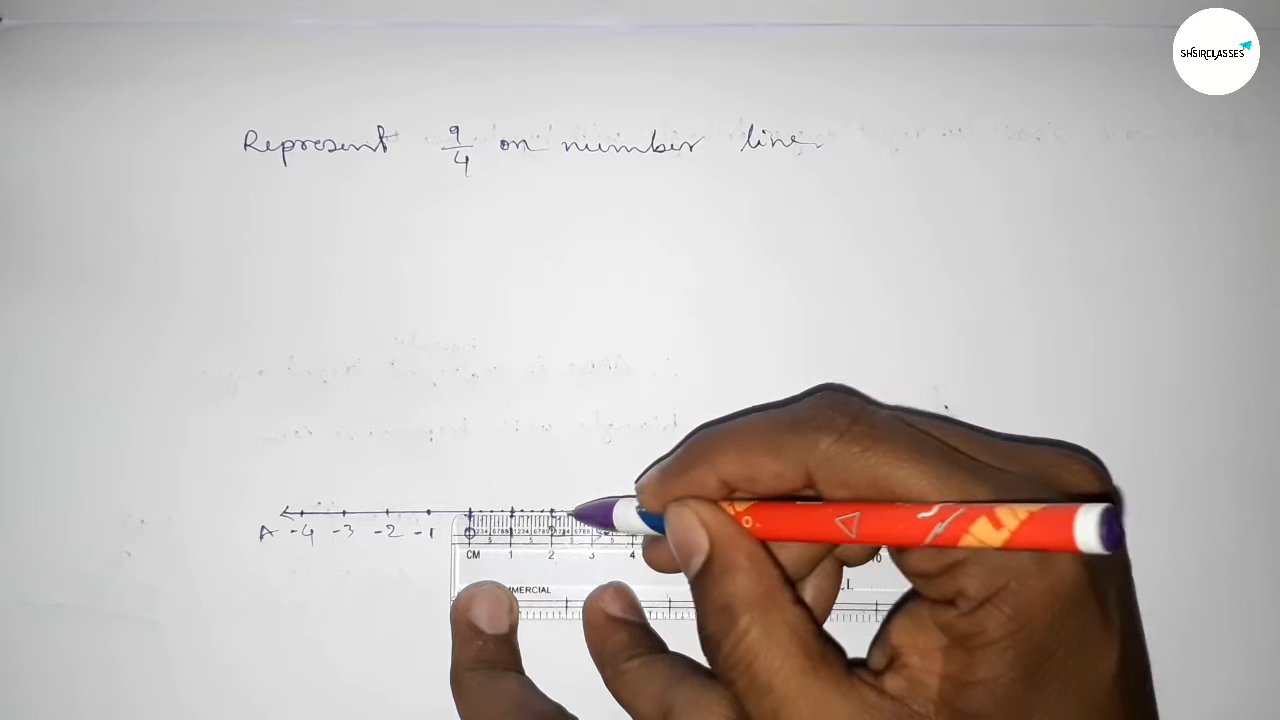 SHSIRCLASSES
Represent 9/4 on number line.
A -4 -3 -2 -1 0
CM 1 2 3 4